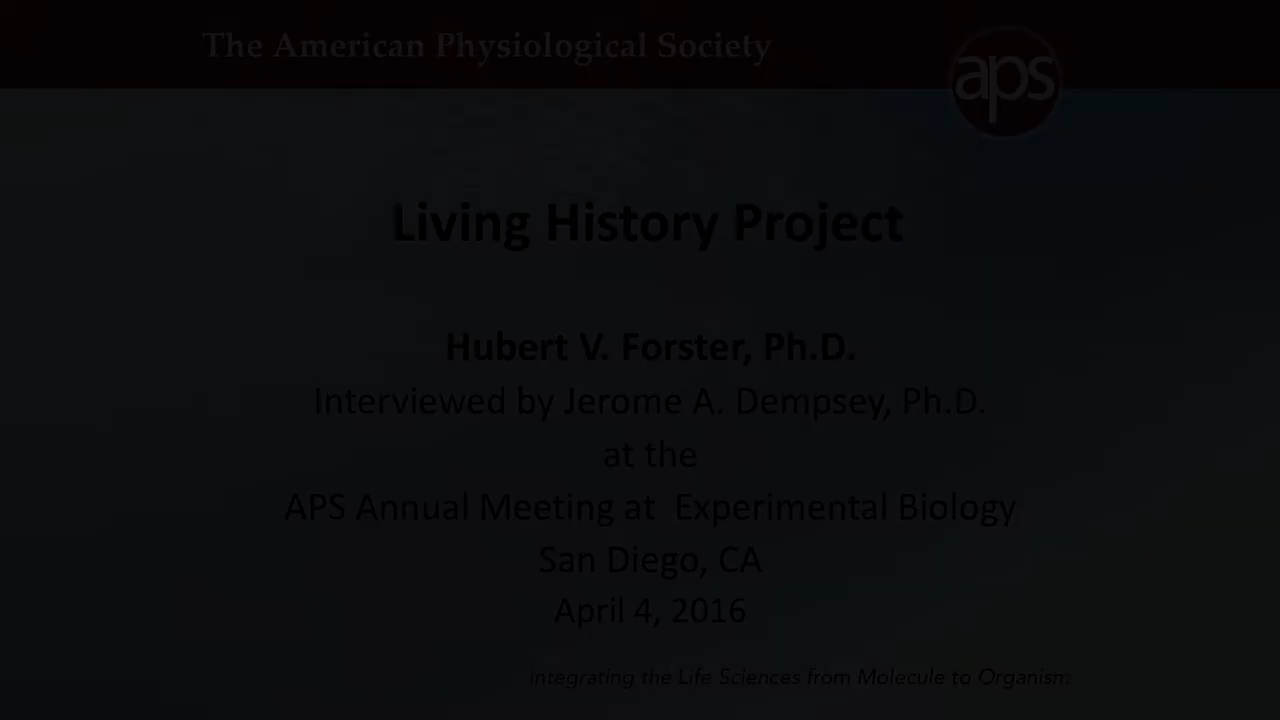 The American Physiological Society
aps
Living History Project
Hubert V. Forster, Ph.D.
Interviewed by Jerome A. Dempsey, Ph.D.
at the
APS Annual Meeting at Experimental Biology
San Diego, CA
April 4, 2016
Integrating the Life Sciences from Molecule to Organism